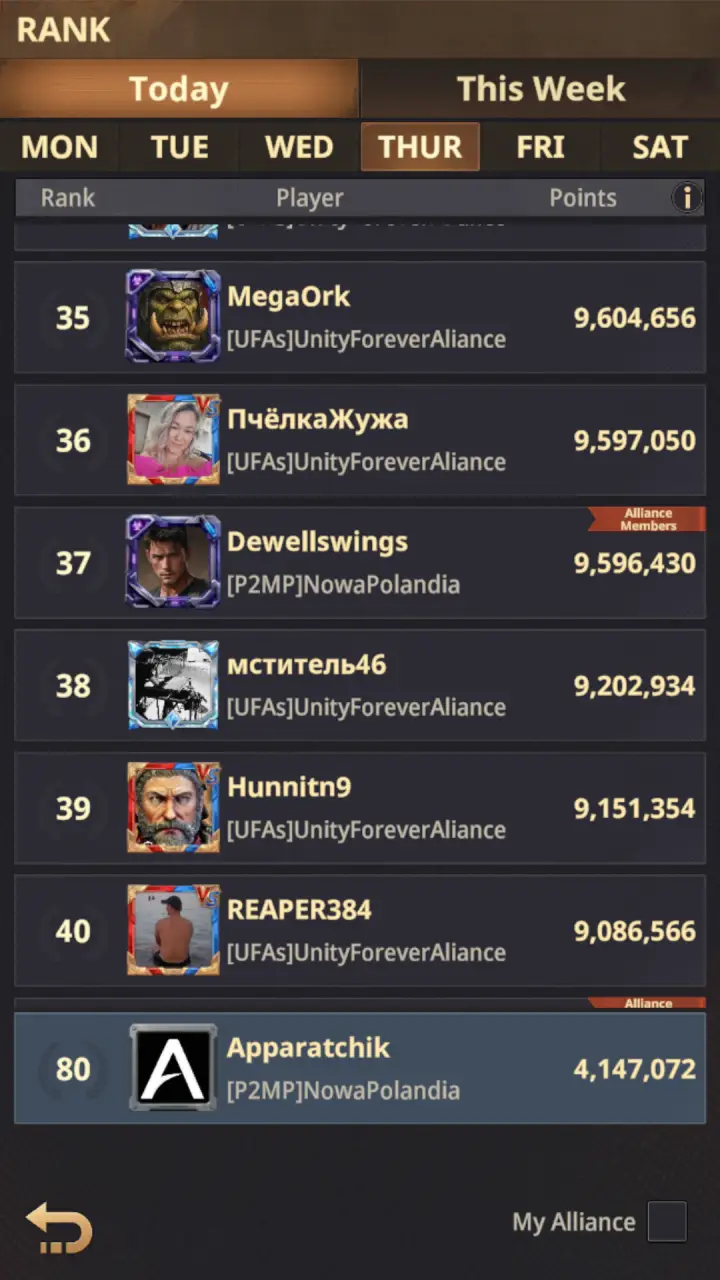 RANK
Today
This Week
MON TUE WED THUR FRI SAT
Rank Player Points
35 MegaOrk 9,604,656
[UFAs]UnityForeverAliance
36 ПчёлкаЖужа 9,597,050
[UFAs]UnityForeverAliance
Alliance
Members
37 Dewellswings 9,596,430
[P2MP]NowaPolandia
38 мститель46 9,202,934
[UFAs]UnityForeverAliance
39 Hunnitn9 9,151,354
[UFAs]UnityForeverAliance
40 REAPER384 9,086,566
[UFAs]UnityForeverAliance
Alliance
80 Apparatchik 4,147,072
[P2MP]NowaPolandia
My Alliance